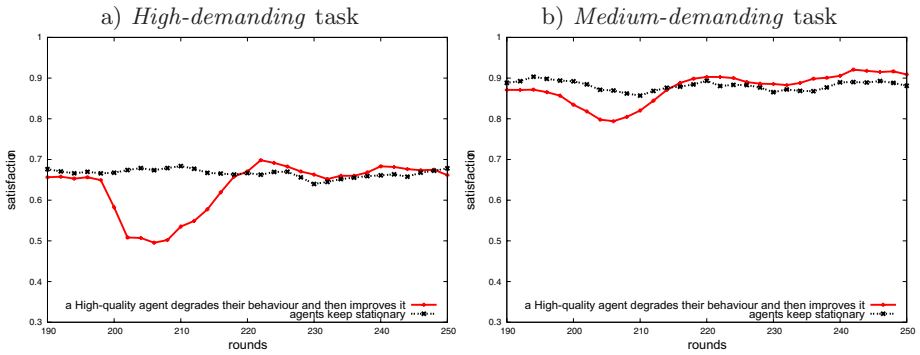 a) High-demanding task
1
0.9
0.8
0.7
0.6
0.5
0.4
0.3
190 200 210 220 230 240 250
satisfaction
rounds
a High-quality agent degrades their behaviour and then improves it
agents keep stationary
b) Medium-demanding task
1
0.9
0.8
0.7
0.6
0.5
0.4
0.3
190 200 210 220 230 240 250
satisfaction
rounds
a High-quality agent degrades their behaviour and then improves it
agents keep stationary